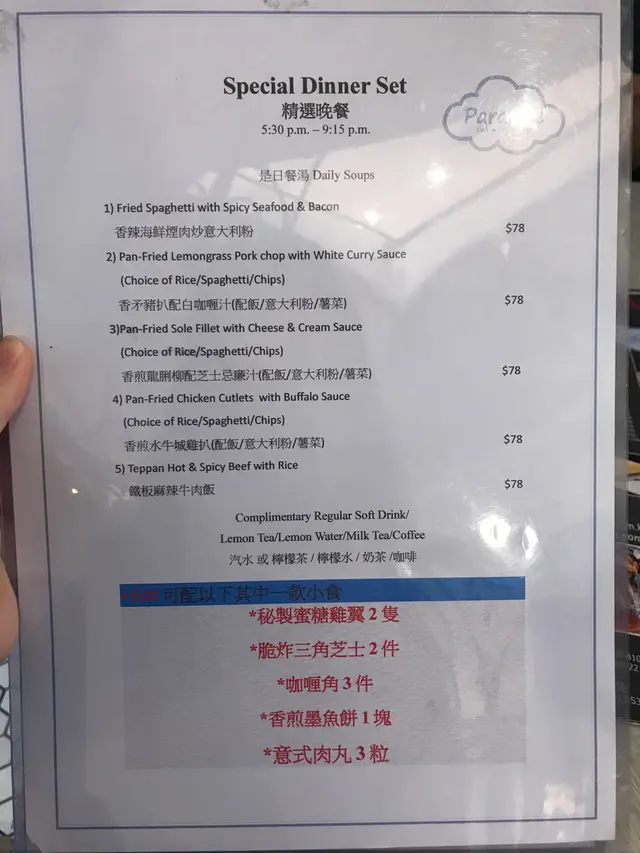 Special Dinner Set
精選晚餐
5:30 p.m. – 9:15 p.m.
是日餐湯 Daily Soups
1) Fried Spaghetti with Spicy Seafood & Bacon
香辣海鮮煙肉炒意大利粉 $78
2) Pan-Fried Lemongrass Pork chop with White Curry Sauce
(Choice of Rice/Spaghetti/Chips)
香矛豬扒配白咖喱汁(配飯/意大利粉/薯菜) $78
3)Pan-Fried Sole Fillet with Cheese & Cream Sauce
(Choice of Rice/Spaghetti/Chips)
香煎龍脷柳配芝士忌廉汁(配飯/意大利粉/薯菜) $78
4) Pan-Fried Chicken Cutlets with Buffalo Sauce
(Choice of Rice/Spaghetti/Chips)
香煎水牛城雞扒(配飯/意大利粉/薯菜) $78
5) Teppan Hot & Spicy Beef with Rice
鐵板麻辣牛肉飯 $78
Complimentary Regular Soft Drink/
Lemon Tea/Lemon Water/Milk Tea/Coffee
汽水 或 檸檬茶 / 檸檬水 / 奶茶 /咖啡
可配以下其中一款小食
*秘製蜜糖雞翼 2 隻
*脆炸三角芝士 2 件
*咖喱角 3 件
*香煎墨魚餅 1 塊
*意式肉丸 3 粒